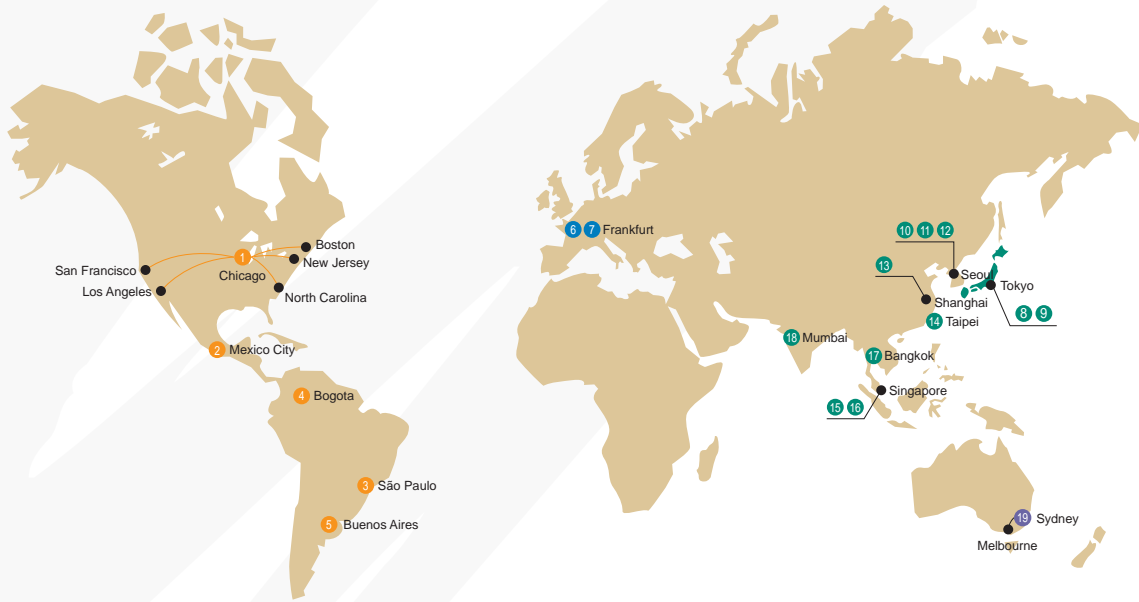 Boston
1
New Jersey
San Francisco
Chicago
Los Angeles
North Carolina
2 Mexico City
4 Bogota
3 São Paulo
5 Buenos Aires
6 7 Frankfurt
10 11 12
13
Seoul
Tokyo
Shanghai
8 9
14 Taipei
18 Mumbai
17 Bangkok
Singapore
15 16
19 Sydney
Melbourne